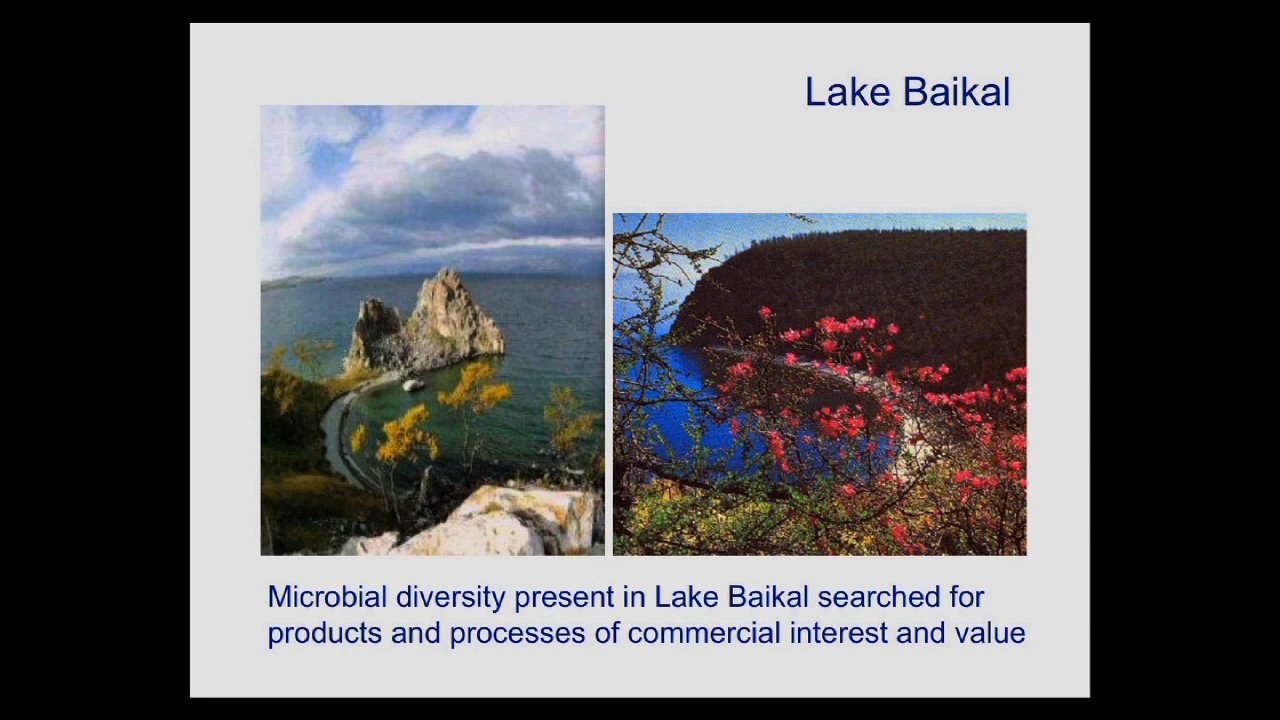 Lake Baikal
Microbial diversity present in Lake Baikal searched for
products and processes of commercial interest and value